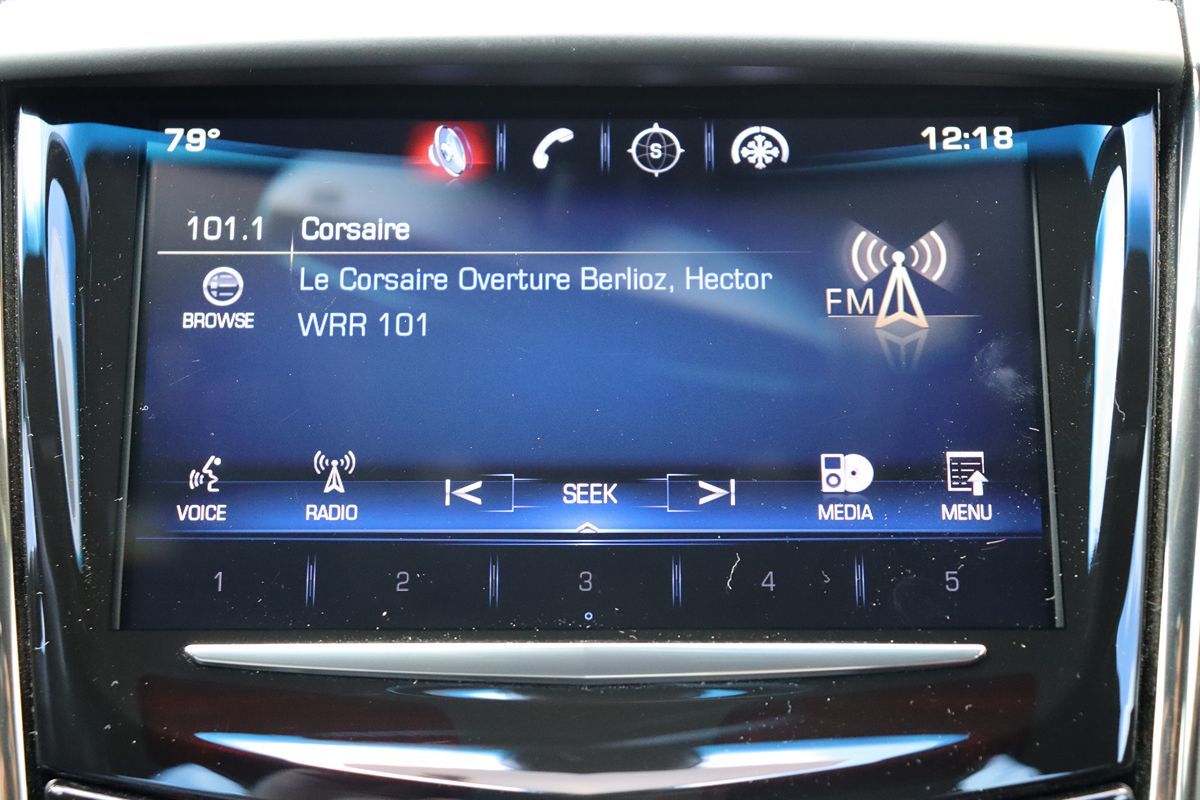 79°
S
12:18
101.1 Corsaire
BROWSE
Le Corsaire Overture Berlioz, Hector
WRR 101
FM
VOICE RADIO SEEK MEDIA MENU
1 2 3 4 5